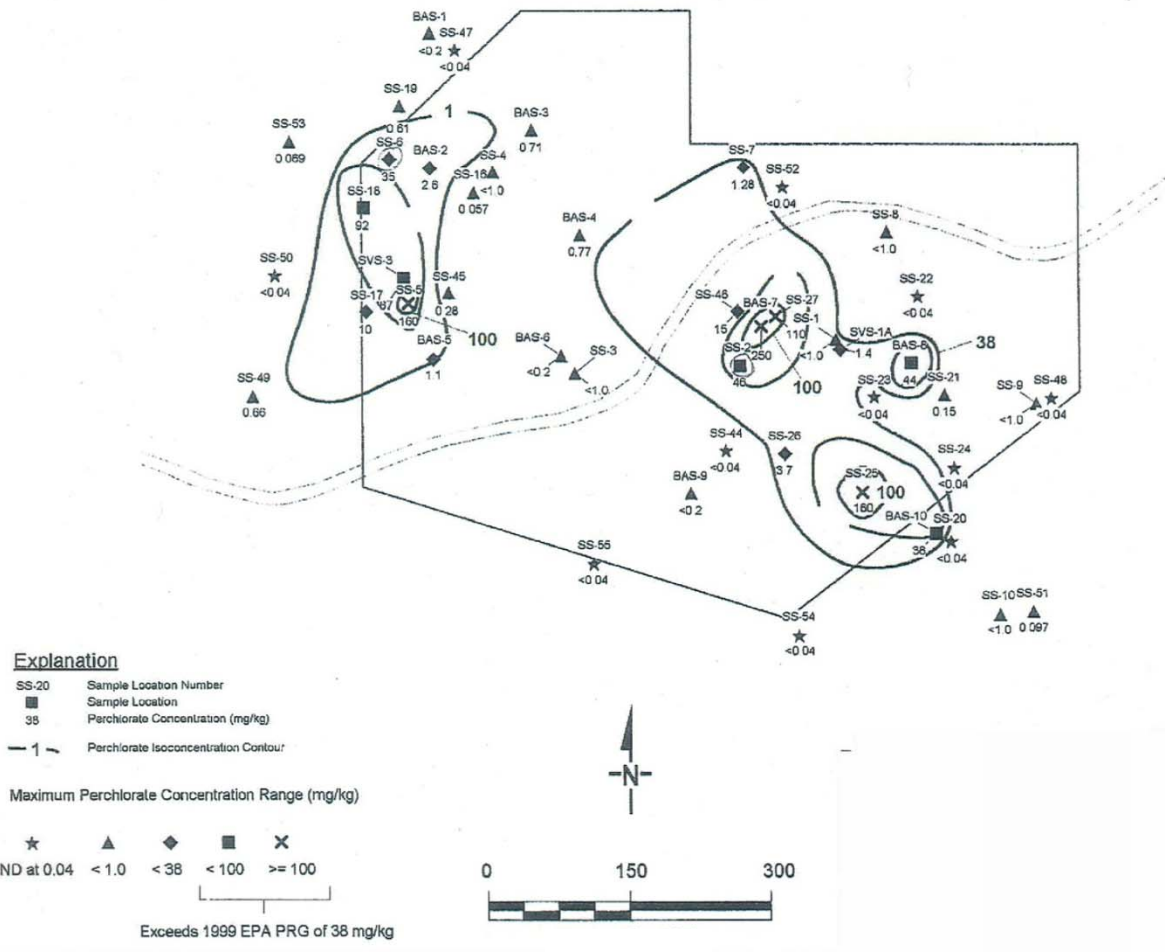 BAS-1
SS-47
<0.2
<0.04
SS-19
0.61
1
SS-53
0.069
BAS-3
0.71
SS-6
35
BAS-2
2.6
SS-4
<1.0
SS-16
0.057
SS-18
92
SS-7
1.28
SS-52
<0.04
BAS-4
0.77
SS-8
<1.0
SS-50
<0.04
SVS-3
87
SS-5
160
SS-17
10
SS-45
0.28
100
BAS-5
1.1
SS-22
<0.04
SS-46
15
BAS-7
250
SS-27
110
SS-1
<1.0
SVS-1A
1.4
SS-2
46
100
BAS-8
44
38
BAS-6
<0.2
SS-3
<1.0
SS-49
0.66
SS-23
<0.04
SS-21
0.15
SS-9
<1.0
SS-48
<0.04
SS-44
<0.04
SS-26
3.7
SS-24
<0.04
BAS-9
<0.2
SS-25
100
160
BAS-10
38
SS-20
<0.04
SS-55
<0.04
SS-54
<0.04
SS-10
<1.0
SS-51
0.097
Explanation
SS-20 Sample Location Number
Sample Location
38 Perchlorate Concentration (mg/kg)
1 Perchlorate Isoconcentration Contour
Maximum Perchlorate Concentration Range (mg/kg)
ND at 0.04 < 1.0 < 38 < 100 >= 100
Exceeds 1999 EPA PRG of 38 mg/kg
N
0 150 300